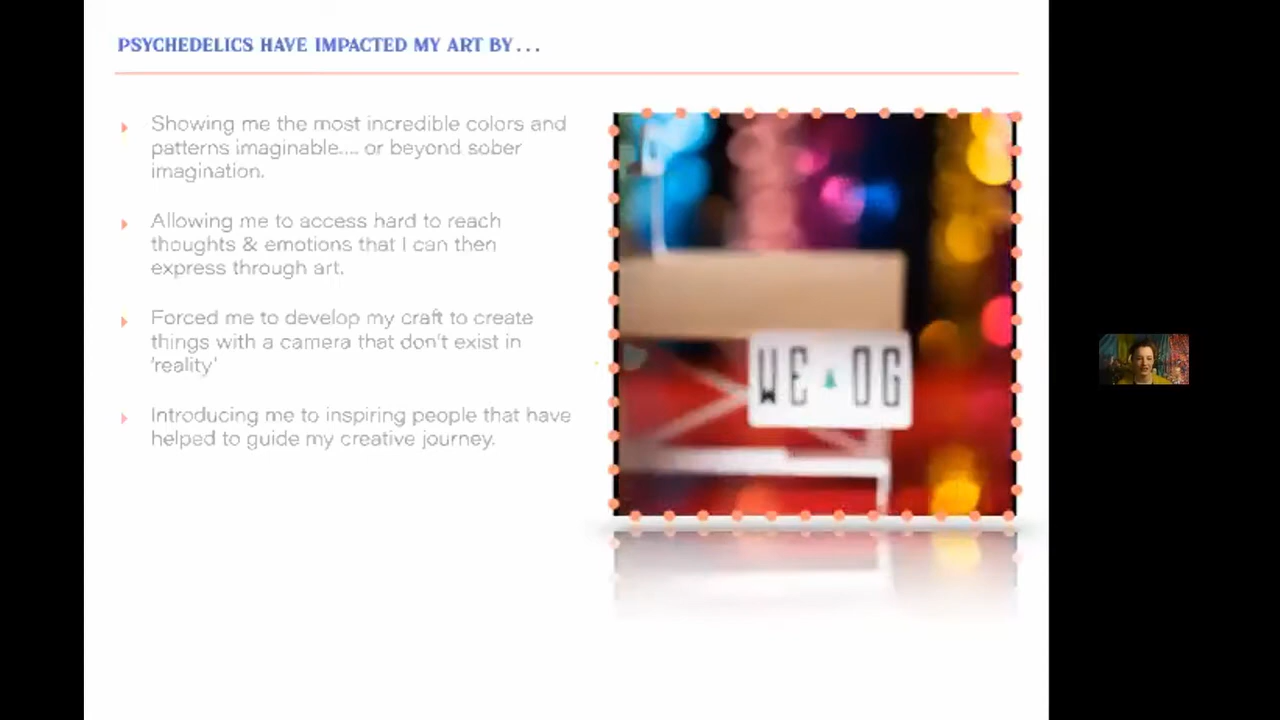 PSYCHEDELICS HAVE IMPACTED MY ART BY...
Showing me the most incredible colors and
patterns imaginable.... or beyond sober
imagination.
Allowing me to access hard to reach
thoughts & emotions that I can then
express through art.
Forced me to develop my craft to create
things with a camera that don't exist in
'reality'
Introducing me to inspiring people that have
helped to guide my creative journey.
WE OG